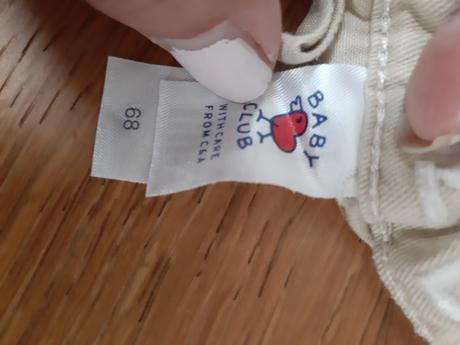 BABY
CLUB
WITH CARE
FROM C&A
68